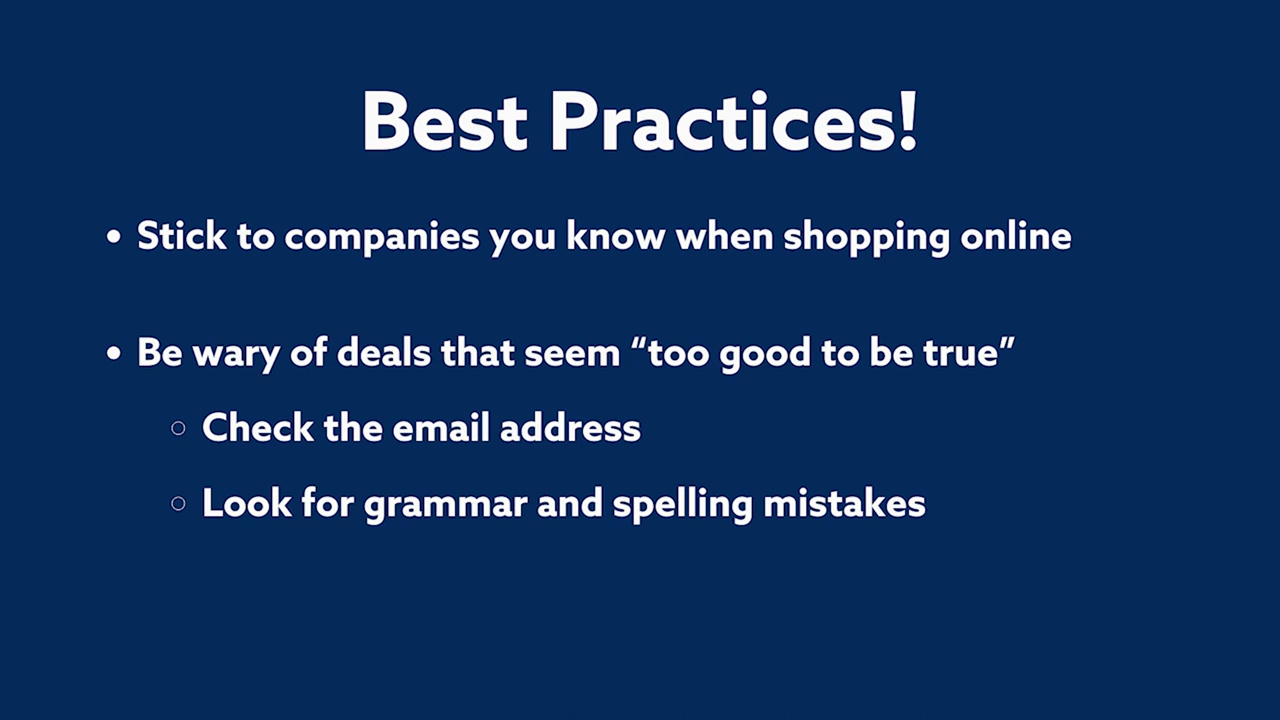 Best Practices!
• Stick to companies you know when shopping online
• Be wary of deals that seem “too good to be true”
○ Check the email address
○ Look for grammar and spelling mistakes